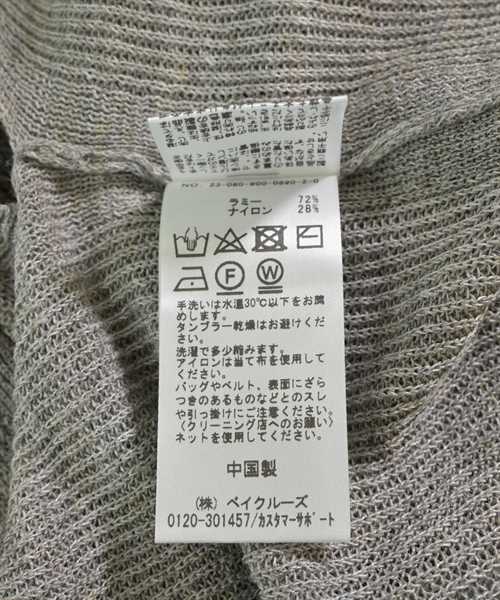 NO. 23-080-900-0890-2-0
ラミー 72%
ナイロン 28%
F W
手洗いは水温30℃以下をお薦
めします。
タンブラー乾燥はお避けくだ
さい。
洗濯で多少縮みます。
アイロンは当て布を使用して
ください。
バッグやベルト、表面にざら
つきのあるものなどとのスレ
や引っ掛けにご注意ください。
〈クリーニング店へのお願い〉
ネットを使用してください。
中国製
(株) ベイクルーズ
0120-301457/カスタマーサポート